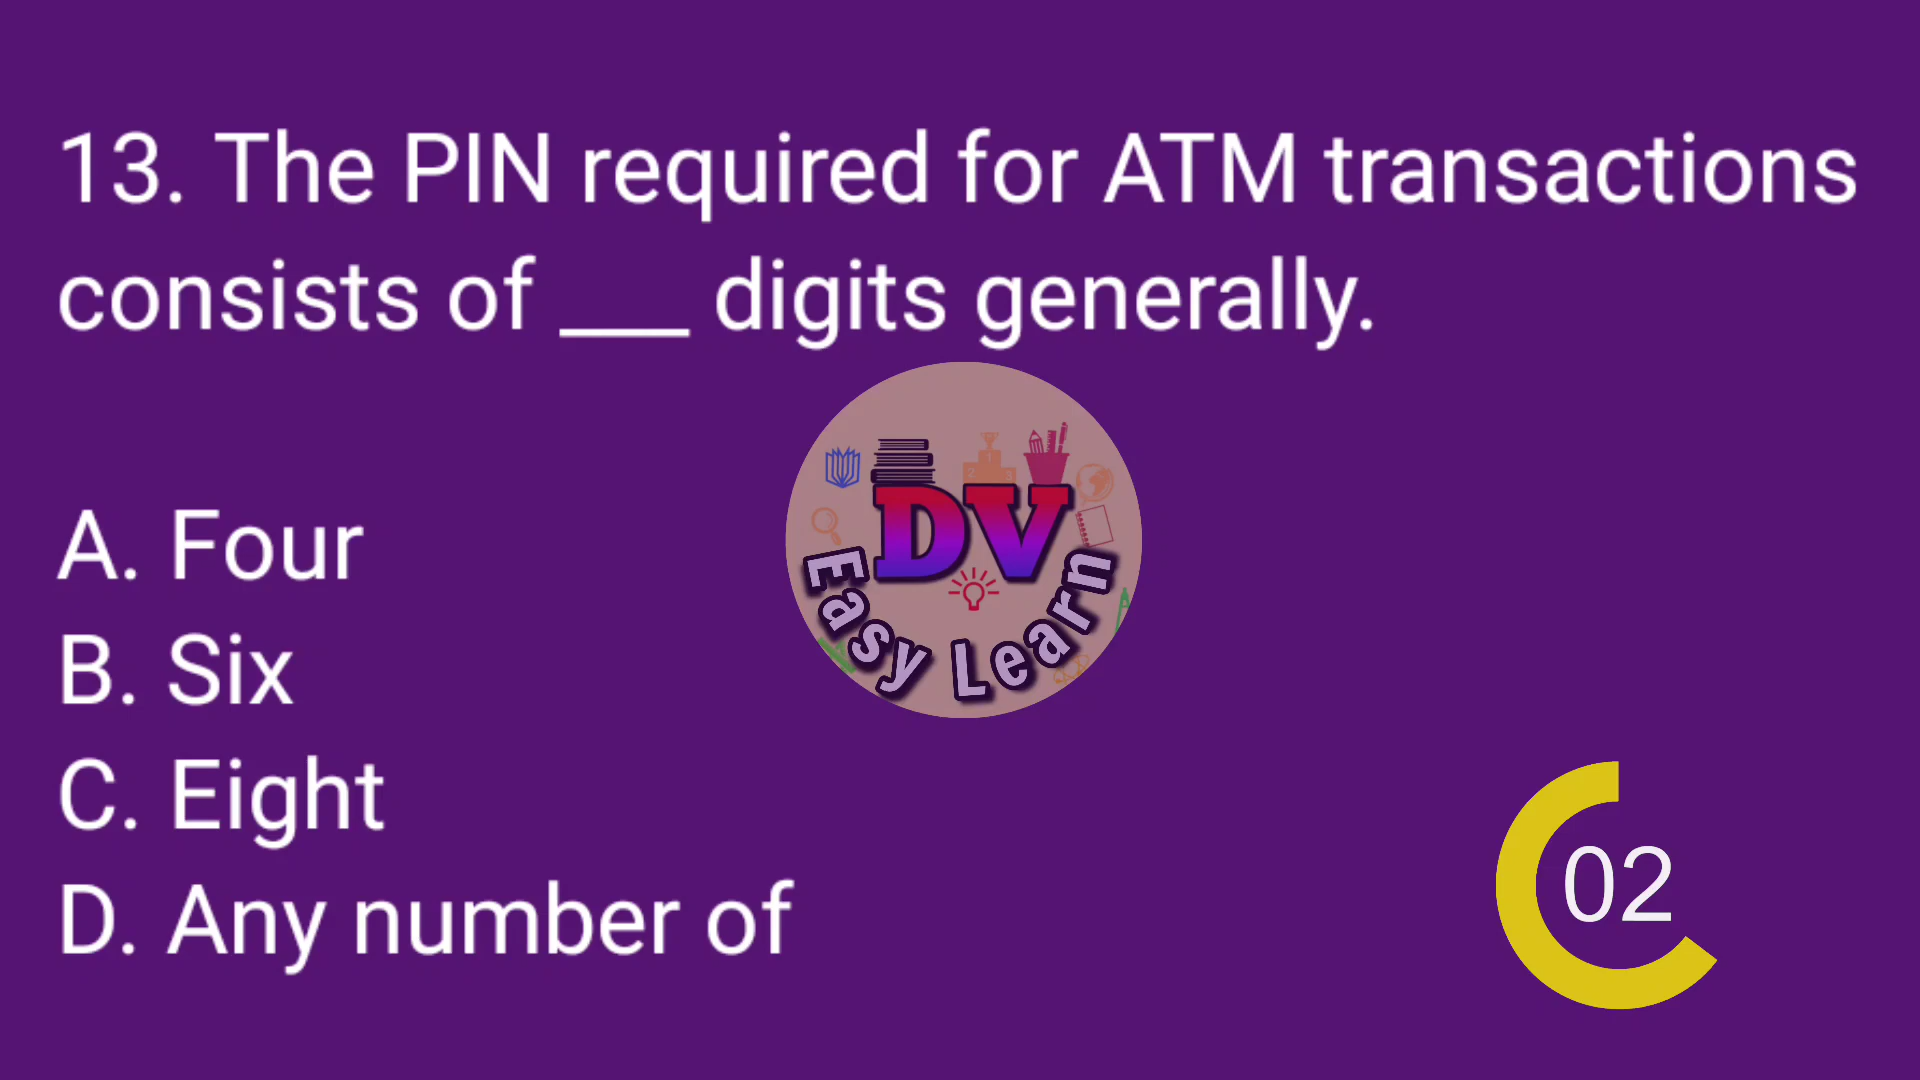 13. The PIN required for ATM transactions
consists of ___ digits generally.
DV
Easy Learn
A. Four
B. Six
C. Eight
D. Any number of
02